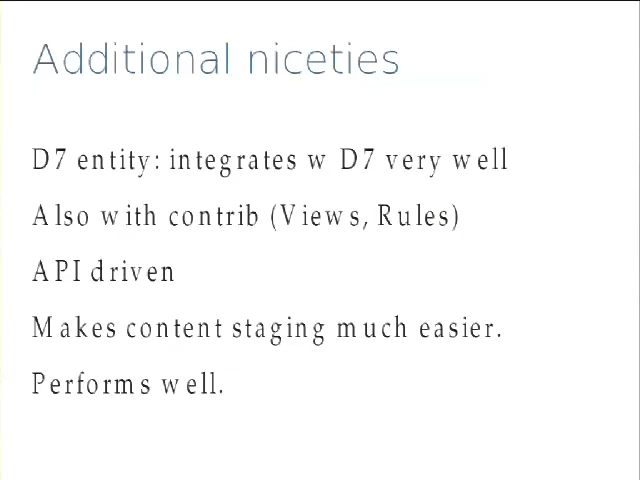 Additional niceties
D7 entity: integrates w D7 very well
Also with contrib (Views, Rules)
API driven
Makes content staging much easier.
Performs well.